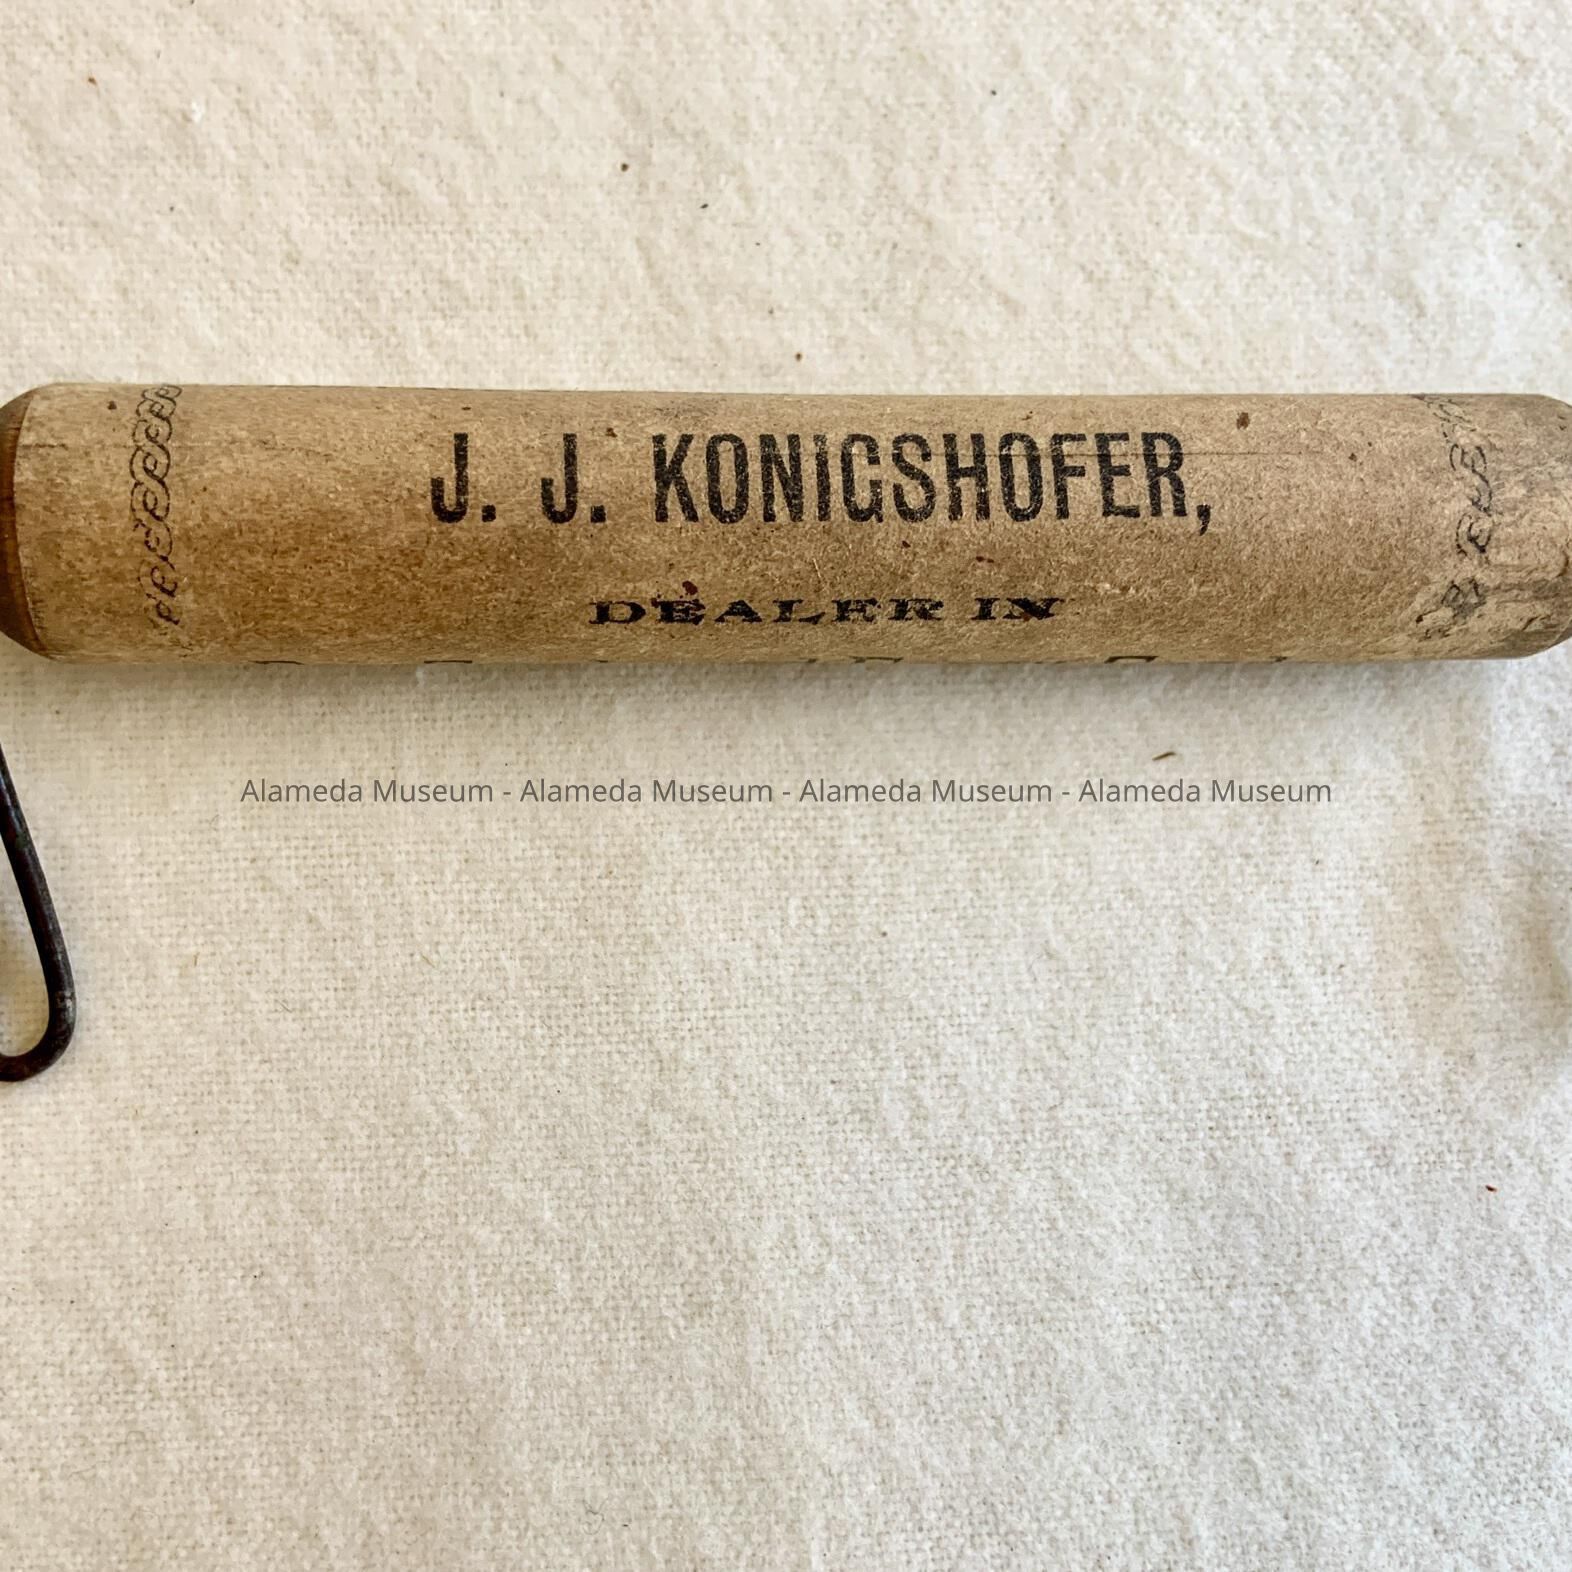 J. J. KONIGSHOFER,
DEALER IN
Alameda Museum - Alameda Museum - Alameda Museum - Alameda Museum